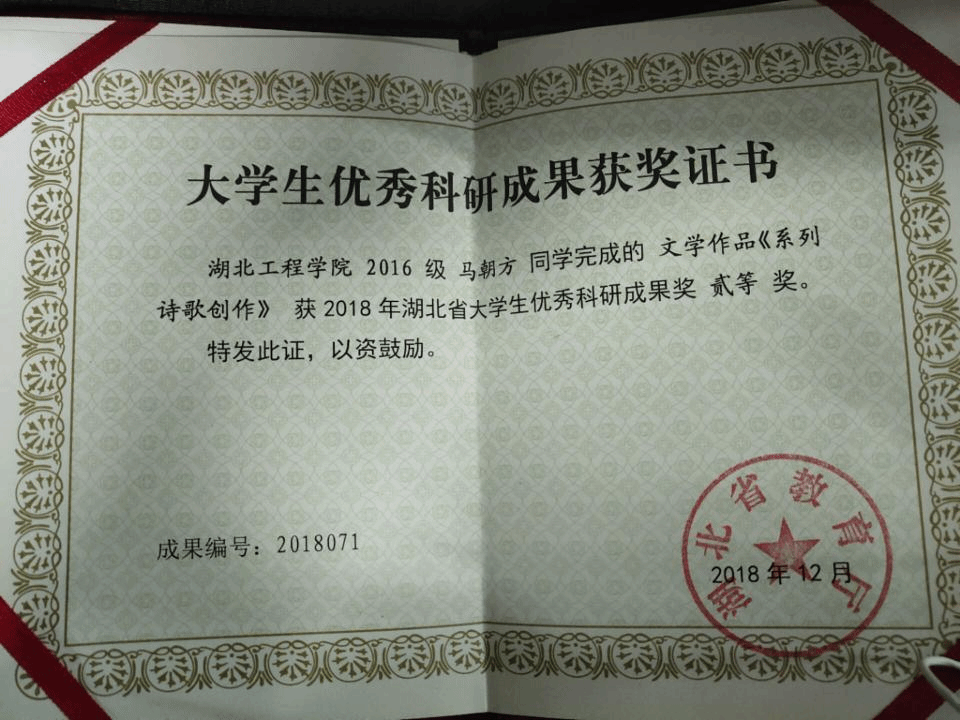 大学生优秀科研成果获奖证书
湖北工程学院 2016 级 马朝方 同学完成的 文学作品《系列
诗歌创作》 获 2018 年湖北省大学生优秀科研成果奖 贰等 奖。
特发此证，以资鼓励。
成果编号：2018071
湖北省教育厅
2018 年 12 月